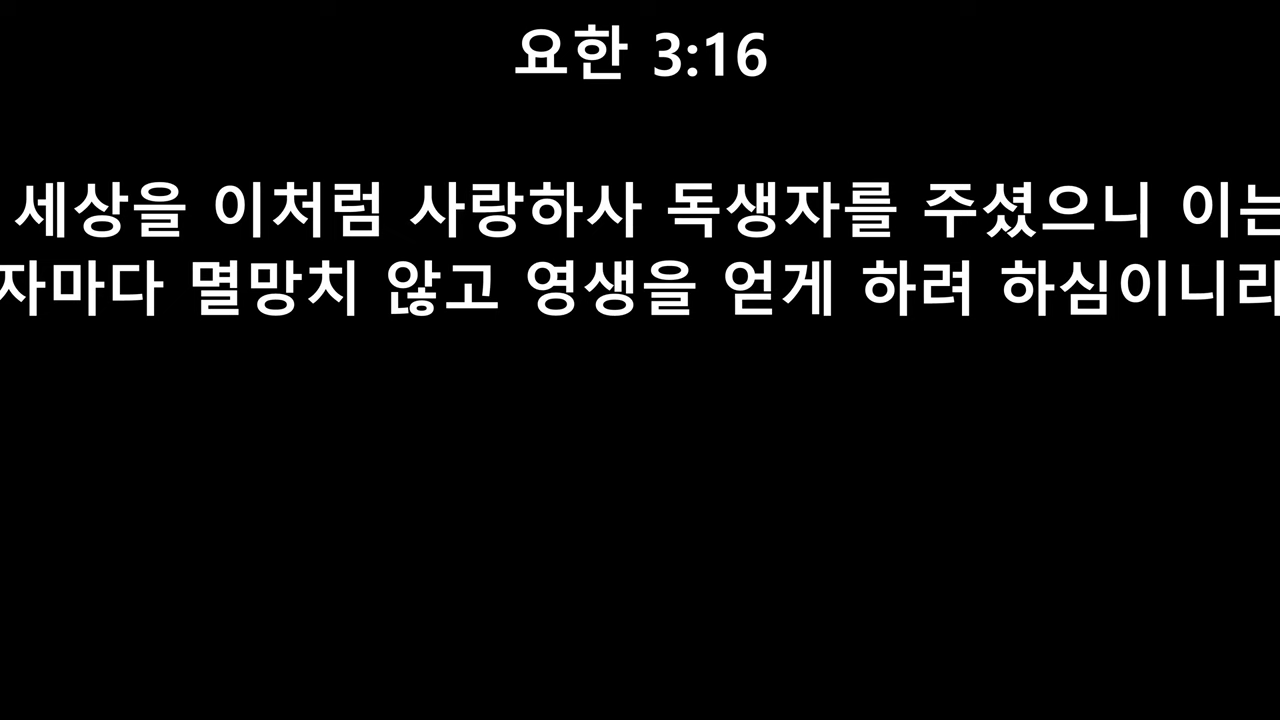 요한 3:16
세상을 이처럼 사랑하사 독생자를 주셨으니 이는
자마다 멸망치 않고 영생을 얻게 하려 하심이니라